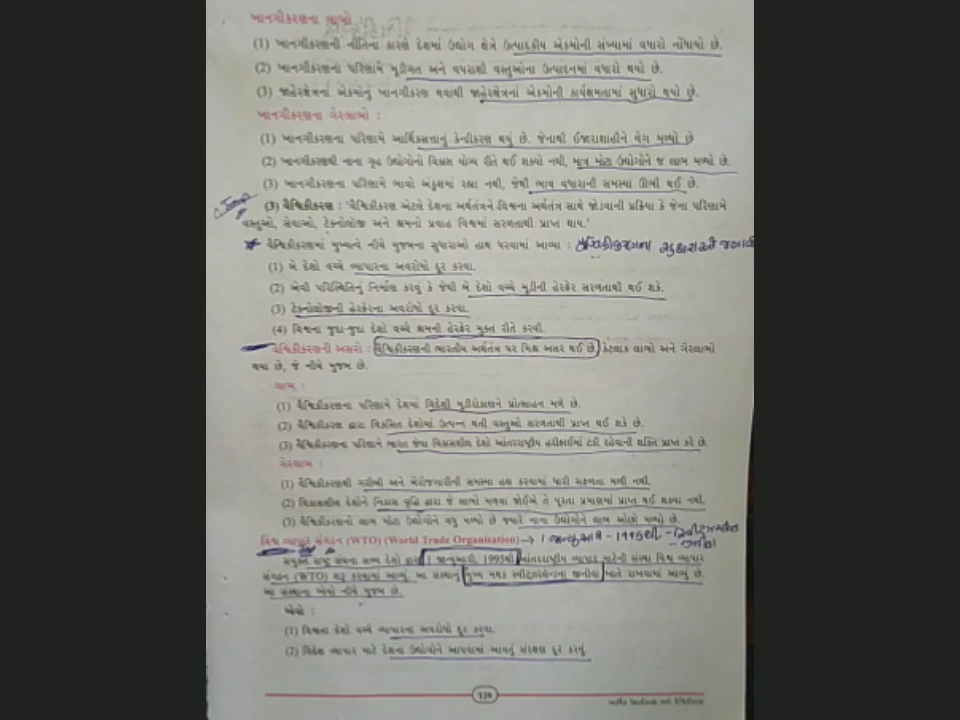 ખાનગીકરણના લાભો :
(1) ખાનગીકરણની નીતિના કારણે દેશમાં ઉદ્યોગ ક્ષેત્રે ઉત્પાદકીય એકમોની સંખ્યામાં વધારો નોંધાયો છે.
(2) ખાનગીકરણના પરિણામે મૂડીગત અને વપરાશી વસ્તુઓના ઉત્પાદનમાં વધારો થયો છે.
(3) જાહેરક્ષેત્રનાં એકમોનું ખાનગીકરણ થવાથી જાહેરક્ષેત્રનાં એકમોની કાર્યક્ષમતામાં સુધારો થયો છે.
ખાનગીકરણના ગેરલાભો :
(1) ખાનગીકરણના પરિણામે આર્થિકસત્તાનું કેન્દ્રીકરણ થયું છે. જેનાથી ઈજારાશાહીને વેગ મળ્યો છે
(2) ખાનગીકરણથી નાના ગૃહ ઉદ્યોગોનો વિકાસ યોગ્ય રીતે થઈ શક્યો નથી, માત્ર મોટા ઉદ્યોગોને જ લાભ મળ્યો છે.
(3) ખાનગીકરણના પરિણામે ભાવો અંકુશમાં રહ્યા નથી, જેથી ભાવ વધારાની સમસ્યા ઊભી થઈ છે.
(3) વૈશ્વિકીકરણ : 'વૈશ્વિકીકરણ એટલે દેશના અર્થતંત્રને વિશ્વના અર્થતંત્ર સાથે જોડવાની પ્રક્રિયા કે જેના પરિણામે
વસ્તુઓ, સેવાઓ, ટેક્નોલોજી અને શ્રમનો પ્રવાહ વિશ્વમાં સરળતાથી પ્રાપ્ત થાય.'
વૈશ્વિકીકરણમાં મુખ્યત્વે નીચે મુજબના સુધારાઓ હાથ ધરવામાં આવ્યા : વૈશ્વિકીકરણના સુધારાઓ જણાવો
(1) બે દેશો વચ્ચે વ્યાપારના અવરોધો દૂર કરવા.
(2) એવી પરિસ્થિતિનું નિર્માણ કરવું કે જેથી બે દેશો વચ્ચે મૂડીની હેરફેર સરળતાથી થઈ શકે.
(3) ટેક્નોલોજીની હેરફેરના અવરોધો દૂર કરવા.
(4) વિશ્વના જુદા-જુદા દેશો વચ્ચે શ્રમની હેરફેર મુક્ત રીતે કરવી.
વૈશ્વિકીકરણની અસરો : વૈશ્વિકીકરણની ભારતીય અર્થતંત્ર પર મિશ્ર અસર થઈ છે, કેટલાક લાભો અને ગેરલાભો
થયા છે, જે નીચે મુજબ છે.
લાભ :
(1) વૈશ્વિકીકરણના પરિણામે દેશમાં વિદેશી મૂડીરોકાણને પ્રોત્સાહન મળે છે.
(2) વૈશ્વિકીકરણ દ્વારા વિકસિત દેશોમાં ઉત્પન્ન થતી વસ્તુઓ સરળતાથી પ્રાપ્ત થઈ શકે છે.
(3) વૈશ્વિકીકરણના પરિણામે ભારત જેવા વિકાસશીલ દેશો આંતરરાષ્ટ્રીય હરીફાઈમાં ટકી રહેવાની શક્તિ પ્રાપ્ત કરે છે.
ગેરલાભ :
(1) વૈશ્વિકીકરણથી ગરીબી અને બેરોજગારીની સમસ્યા હલ કરવામાં ધારી સફળતા મળી નથી.
(2) વિકાસશીલ દેશોને નિકાસ વૃદ્ધિ દ્વારા જે લાભો મળવા જોઈએ તે પૂરતા પ્રમાણમાં પ્રાપ્ત થઈ શક્યા નથી.
(3) વૈશ્વિકીકરણનો લાભ મોટા ઉદ્યોગોને વધુ મળ્યો છે જ્યારે નાના ઉદ્યોગોને લાભ ઓછો મળ્યો છે.
વિશ્વ વ્યાપાર સંગઠન (WTO) (World Trade Organisation) → 1 જાન્યુઆરી - 1995થી
સંયુક્ત રાષ્ટ્ર સંઘના સભ્ય દેશો દ્વારા 1 જાન્યુઆરી, 1995થી આંતરરાષ્ટ્રીય વ્યાપાર માટેની સંસ્થા વિશ્વ વ્યાપાર
સંગઠન (WTO) શરૂ કરવામાં આવ્યું. આ સંસ્થાનું મુખ્ય મથક સ્વીટ્ઝર્લેન્ડના જીનીવા ખાતે રાખવામાં આવ્યું છે.
આ સંસ્થાના ધ્યેયો નીચે મુજબ છે.
ધ્યેયો :
(1) વિશ્વના દેશો વચ્ચે વ્યાપારના અવરોધો દૂર કરવા.
(2) વિદેશ વ્યાપાર માટે દેશના ઉદ્યોગોને આપવામાં આવતું સંરક્ષણ દૂર કરવું.